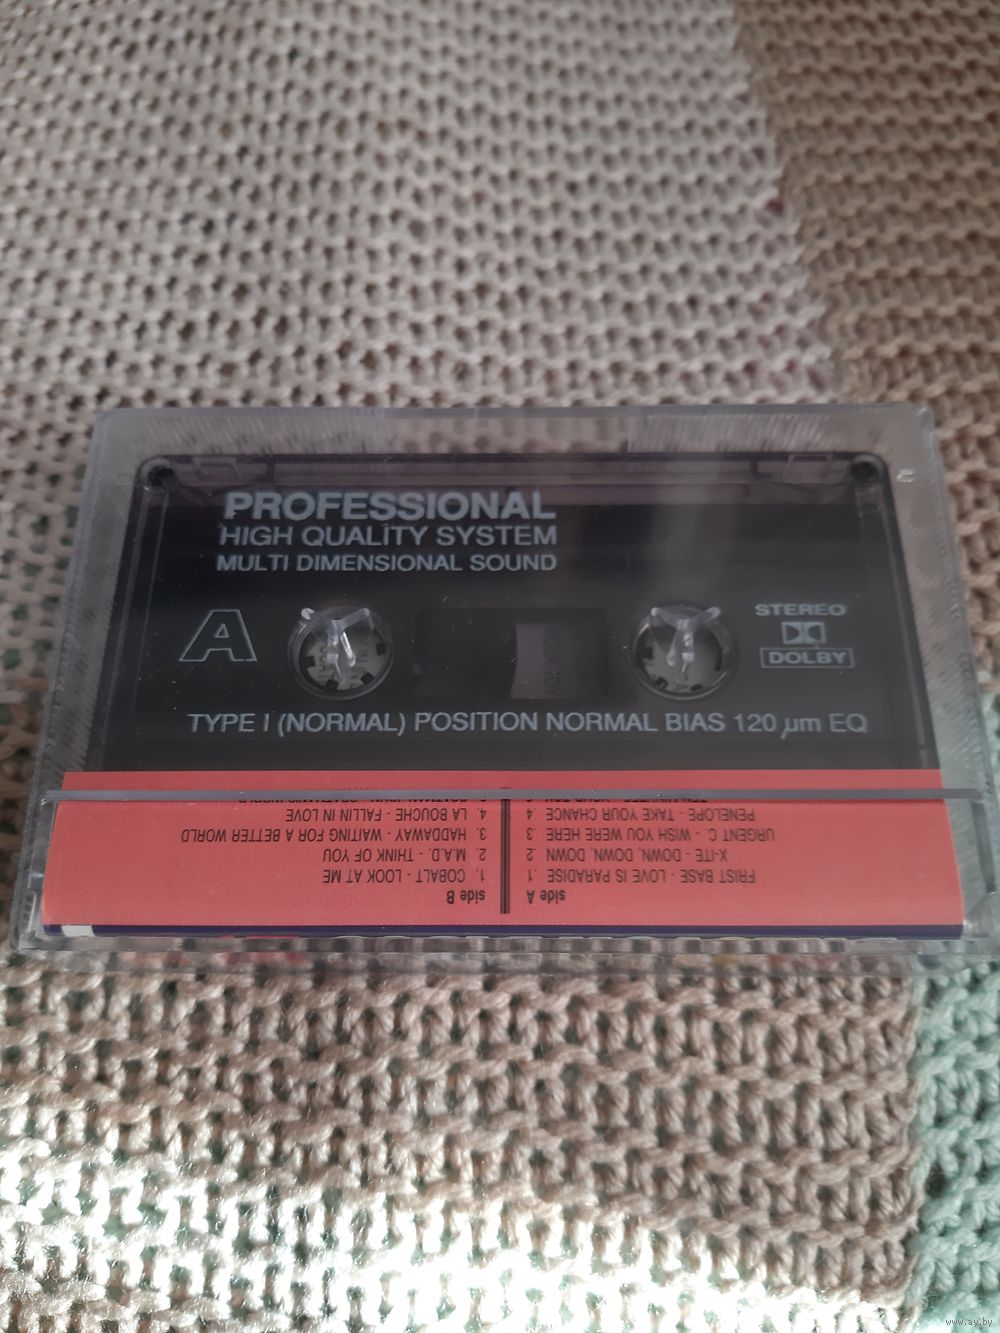 PROFESSIONAL
HIGH QUALITY SYSTEM
MULTI DIMENSIONAL SOUND
A
STEREO
DOLBY
TYPE I (NORMAL) POSITION NORMAL BIAS 120 µm EQ
side A
1. FRIST BASE - LOVE IS PARADISE
2. X-ITE - DOWN, DOWN, DOWN
3. URGENT C. - WISH YOU WERE HERE
4. PENELOPE - TAKE YOUR CHANCE
side B
1. COBALT - LOOK AT ME
2. M.A.D. - THINK OF YOU
3. HADDAWAY - WAITING FOR A BETTER WORLD
4. LA BOUCHE - FALLIN IN LOVE
www.ay.by